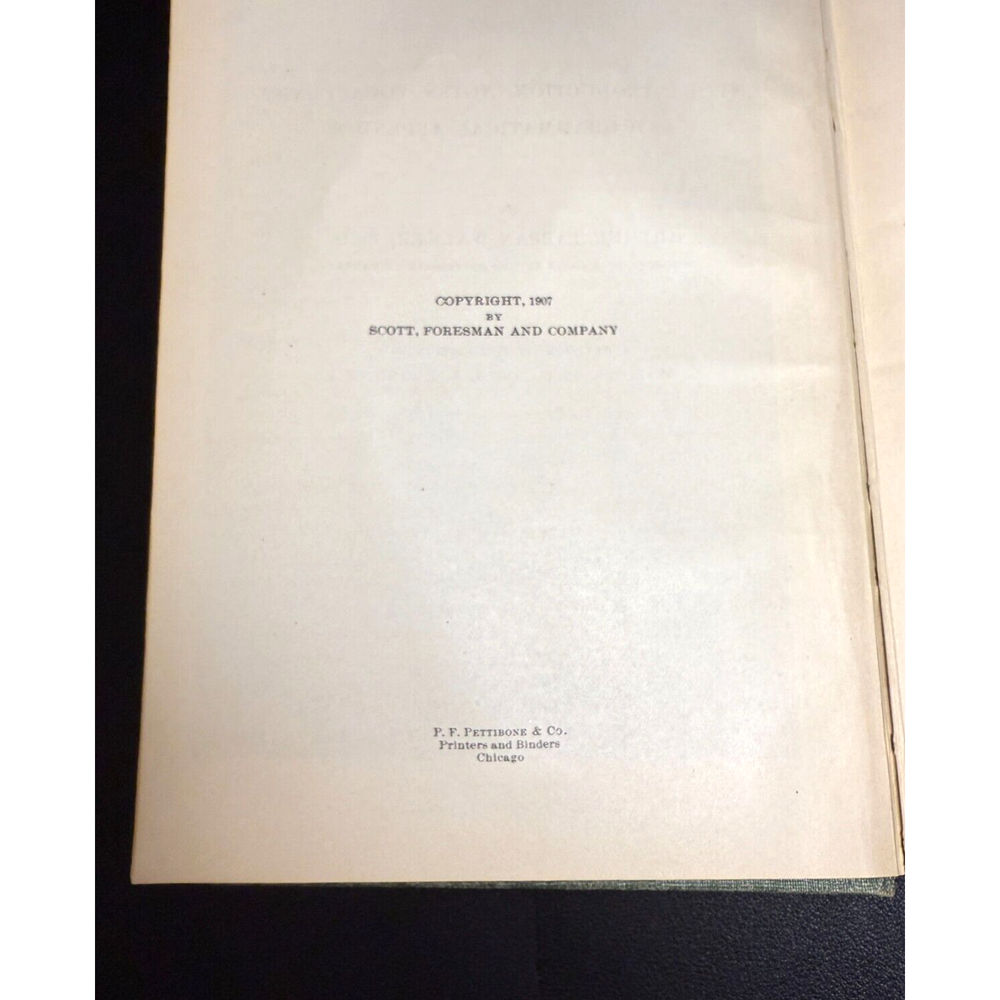 COPYRIGHT, 1907
BY
SCOTT, FORESMAN AND COMPANY
P. F. PETTIBONE & CO.
Printers and Binders
Chicago